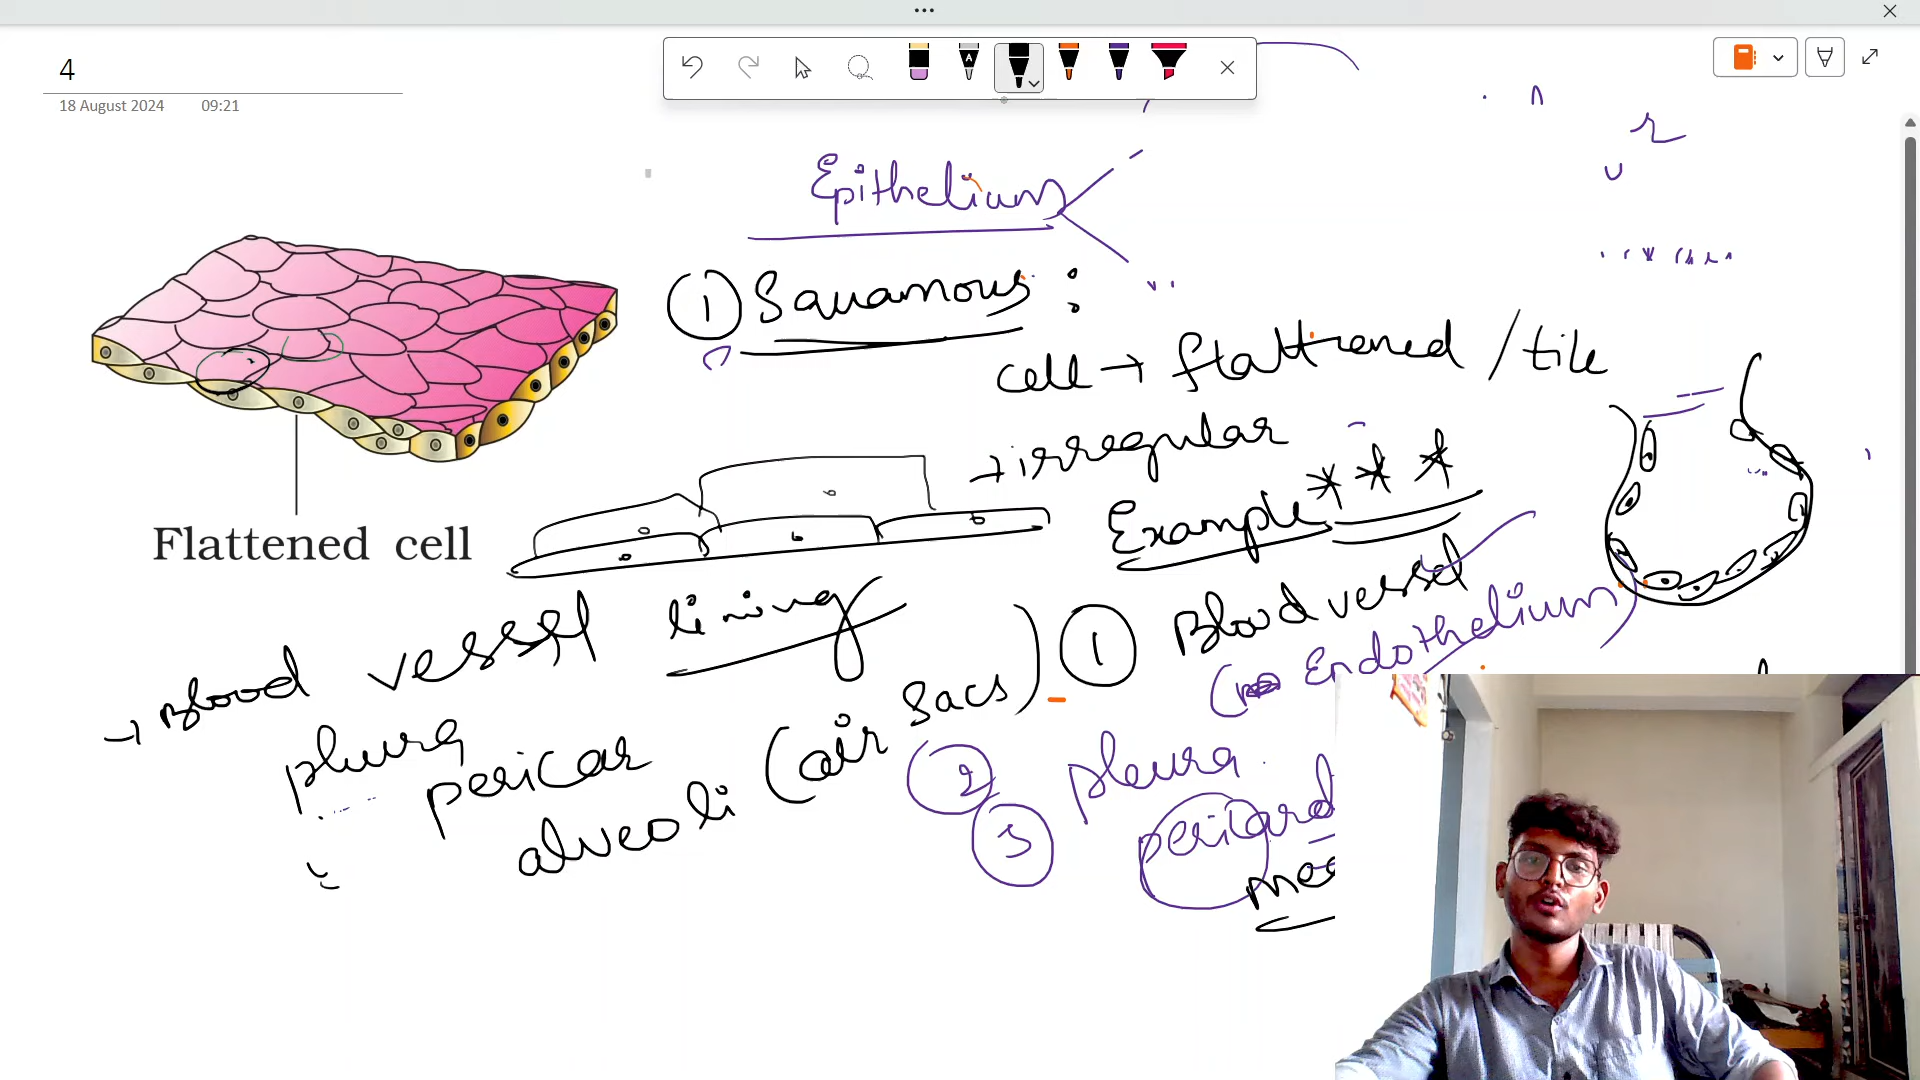 4
18 August 2024 09:21
Epithelium
① Squamous :
cell → flattened / tile
→ irregular
Example ***
Flattened cell
① Blood vessel
( Endothelium)
→ Blood vessel lining
plura
pericar
alveoli (air sacs)
② pleura
③ pericard